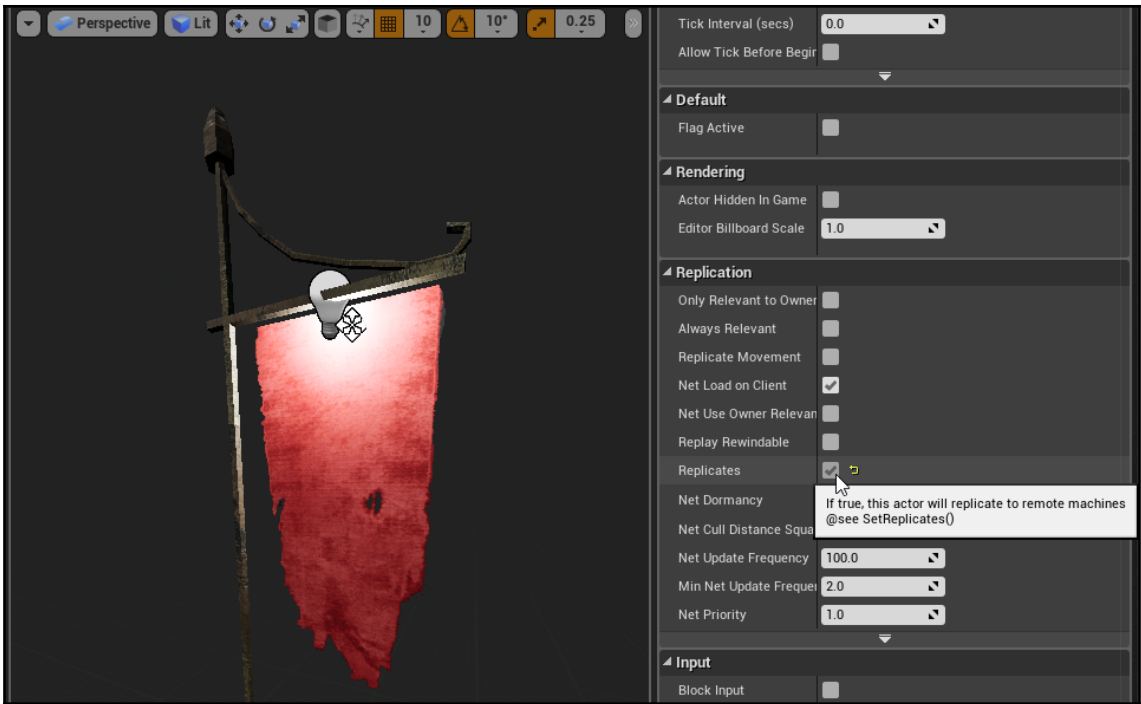 Perspective
Lit
10
10°
0.25
Tick Interval (secs) 0.0
Allow Tick Before Begin
Default
Flag Active
Rendering
Actor Hidden In Game
Editor Billboard Scale 1.0
Replication
Only Relevant to Owner
Always Relevant
Replicate Movement
Net Load on Client
Net Use Owner Relevan
Replay Rewindable
Replicates
Net Dormancy
If true, this actor will replicate to remote machines
@see SetReplicates()
Net Cull Distance Squa
Net Update Frequency 100.0
Min Net Update Frequen 2.0
Net Priority 1.0
Input
Block Input